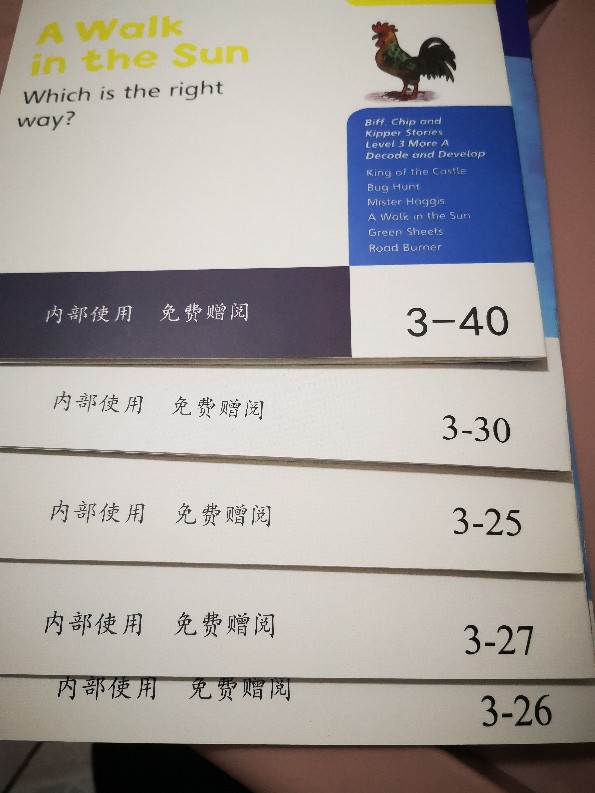 A Walk
in the Sun
Which is the right
way?
Biff, Chip and
Kipper Stories
Level 3 More A
Decode and Develop
King of the Castle
Bug Hunt
Mister Haggis
A Walk in the Sun
Green Sheets
Road Burner
内部使用 免费赠阅 3-40
内部使用 免费赠阅 3-30
内部使用 免费赠阅 3-25
内部使用 免费赠阅 3-27
内部使用 免费赠阅 3-26